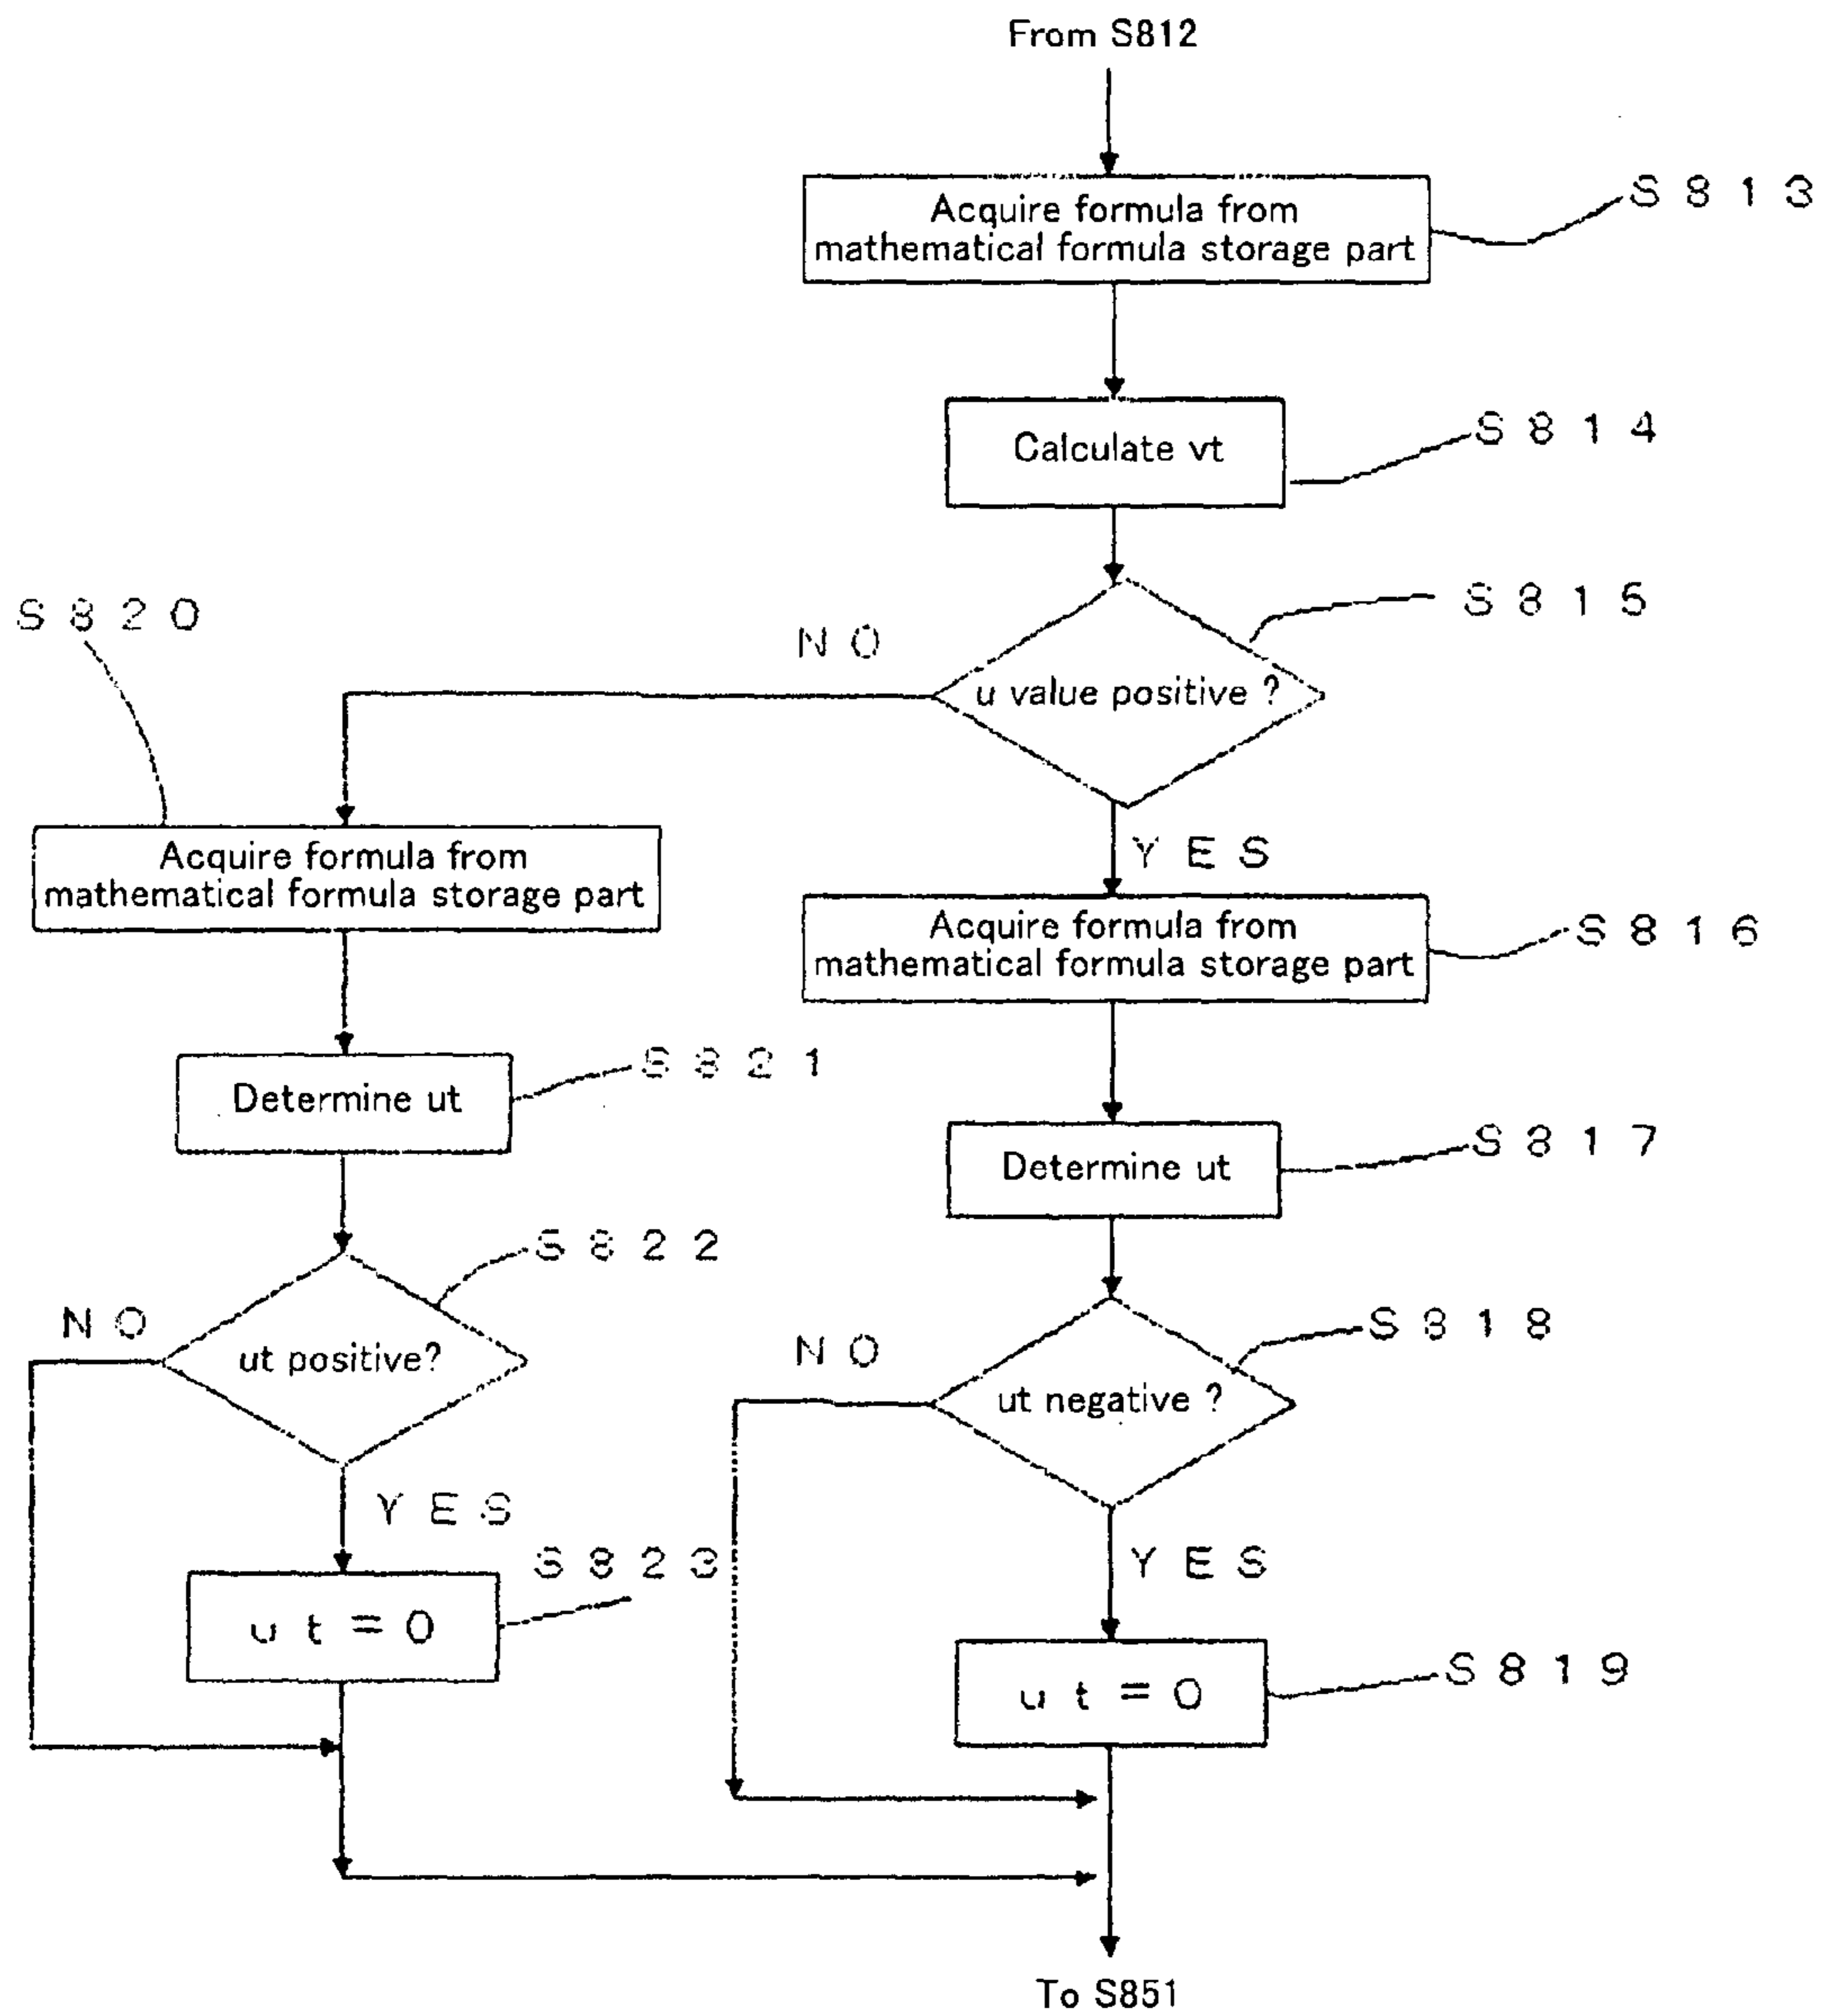 From S812
Acquire formula from
mathematical formula storage part
S813
Calculate vt
S814
u value positive ?
S815
NO
YES
S820
Acquire formula from
mathematical formula storage part
Acquire formula from
mathematical formula storage part
S816
Determine ut
S821
Determine ut
S817
ut positive?
S822
NO
YES
ut negative ?
S818
NO
YES
ut = 0
S823
ut = 0
S819
To S851